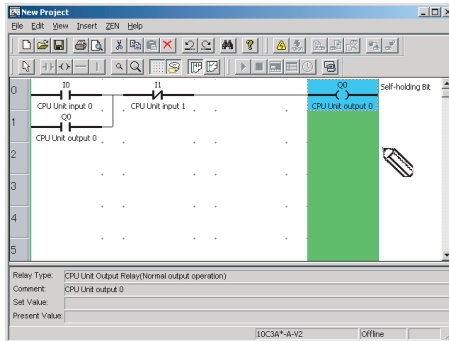 New Project
File Edit View Insert ZEN Help
0 I0 I1 Q0 Self-holding Bit
CPU Unit input 0 CPU Unit input 1 CPU Unit output 0
1 Q0
CPU Unit output 0
2
3
4
5
Relay Type: CPU Unit Output Relay(Normal output operation)
Comment: CPU Unit output 0
Set Value:
Present Value:
10C3A*-A-V2 Offline